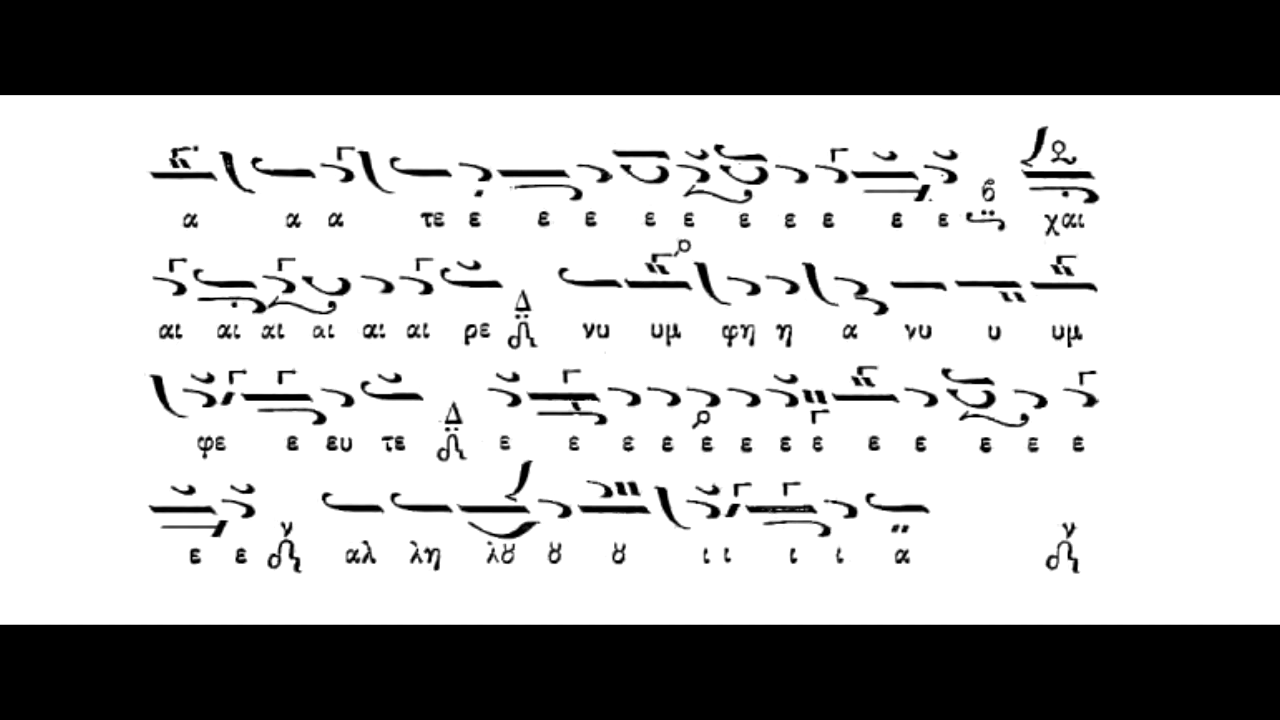 α α α τε ε ε ε ε ε ε ε ε ε ε χαι
αι αι αι αι αι αι ρε Δ νυ υμ φη η α νυ υ υμ
φε ε ευ τε Δ ε ε ε ε ε ε ε ε ε ε ε ε ε
ε ε ν αλ λη λȣ ȣ ȣ ι ι ι ι α ν